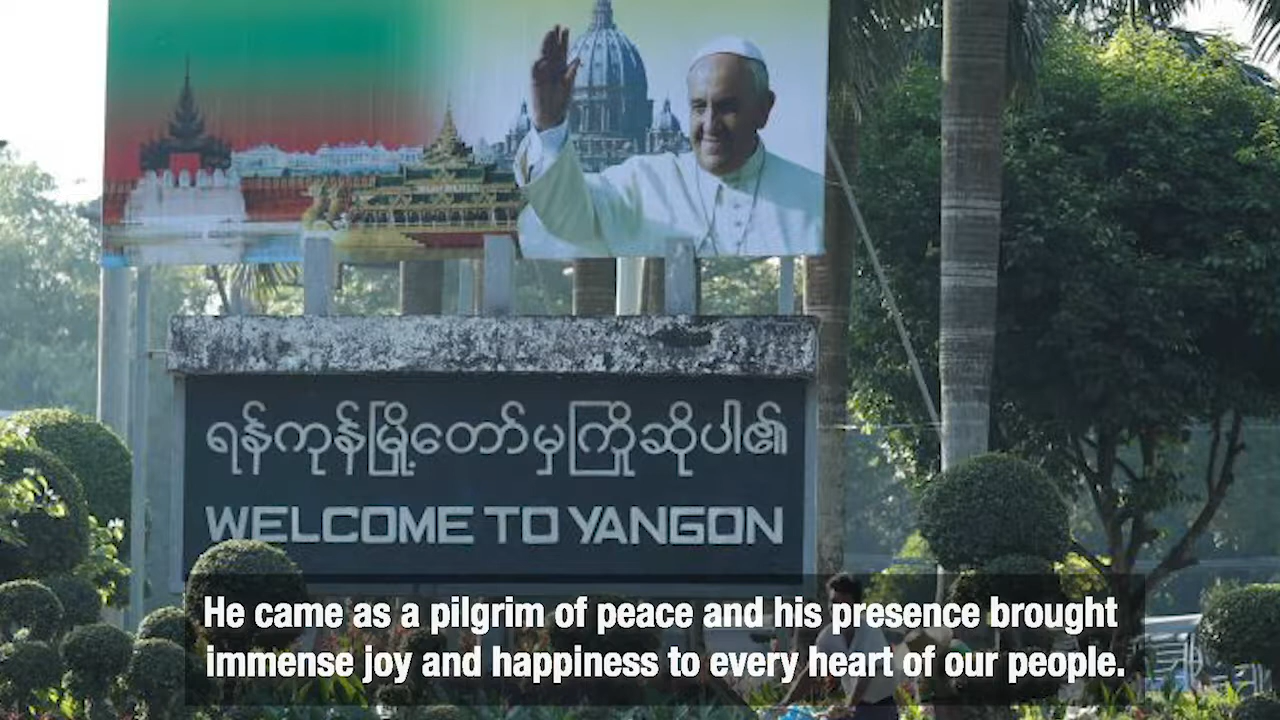 ရန်ကုန်မြို့တော်မှကြိုဆိုပါ၏
WELCOME TO YANGON
He came as a pilgrim of peace and his presence brought
immense joy and happiness to every heart of our people.